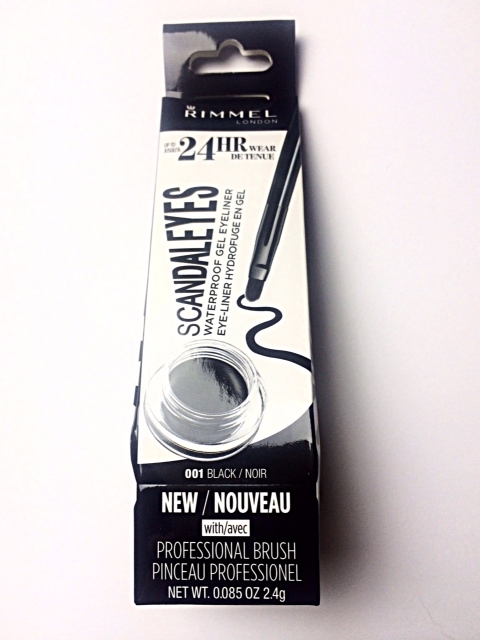 RIMMEL
LONDON
UP TO
24HR WEAR
DE TENUE
SCANDALEYES
WATERPROOF GEL EYELINER
EYE-LINER HYDROFUGE EN GEL
001 BLACK / NOIR
NEW / NOUVEAU
with/avec
PROFESSIONAL BRUSH
PINCEAU PROFESSIONEL
NET WT. 0.085 OZ 2.4g